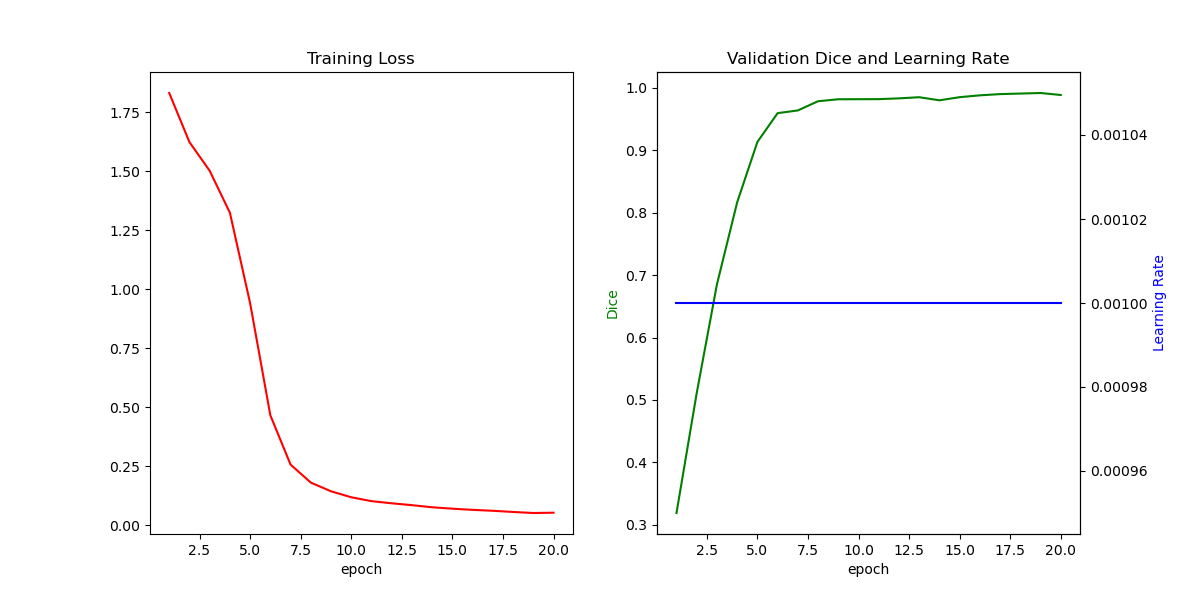 Training Loss
1.75
1.50
1.25
1.00
0.75
0.50
0.25
0.00
2.5 5.0 7.5 10.0 12.5 15.0 17.5 20.0
epoch
Validation Dice and Learning Rate
Dice
1.0
0.9
0.8
0.7
0.6
0.5
0.4
0.3
2.5 5.0 7.5 10.0 12.5 15.0 17.5 20.0
epoch
0.00104
0.00102
0.00100
0.00098
0.00096
Learning Rate